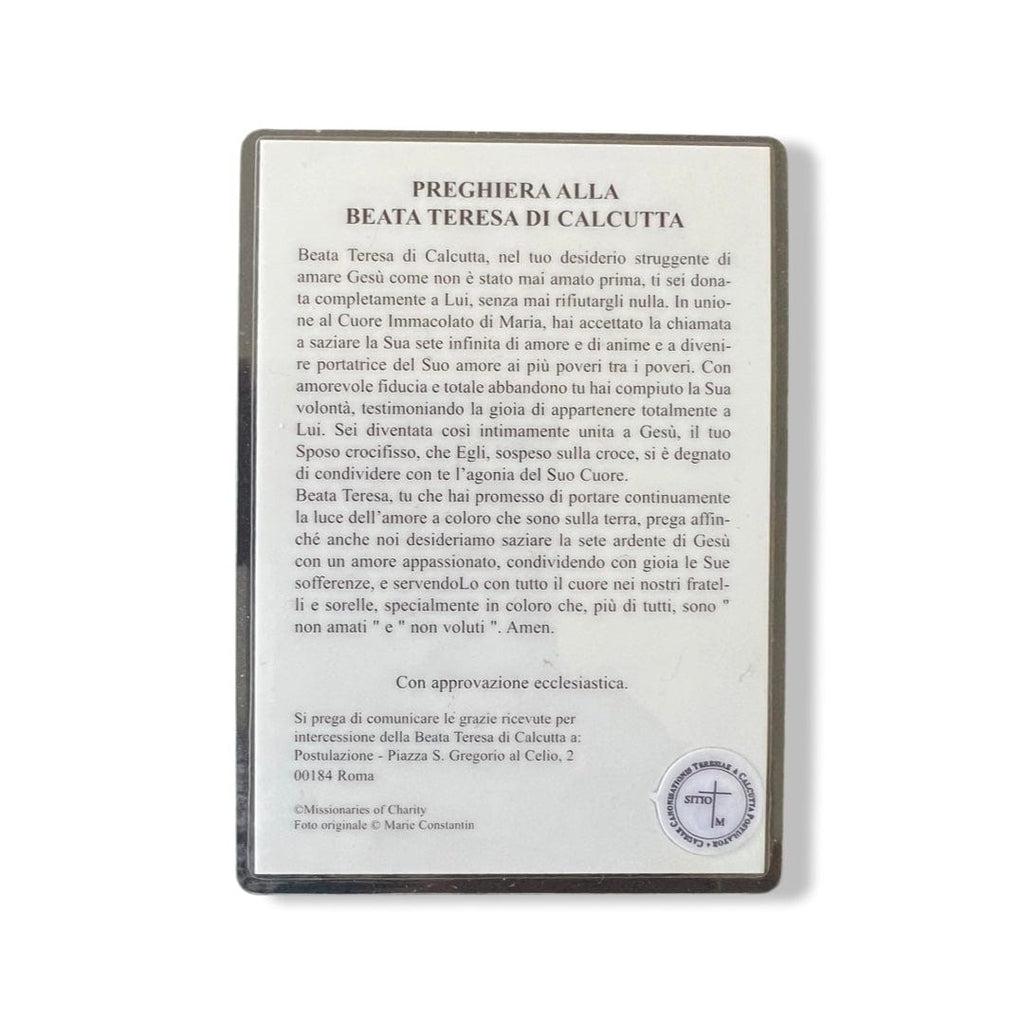 PREGHIERA ALLA
BEATA TERESA DI CALCUTTA
Beata Teresa di Calcutta, nel tuo desiderio struggente di
amare Gesù come non è stato mai amato prima, ti sei dona-
ta completamente a Lui, senza mai rifiutargli nulla. In unio-
ne al Cuore Immacolato di Maria, hai accettato la chiamata
a saziare la Sua sete infinita di amore e di anime e a diveni-
re portatrice del Suo amore ai più poveri tra i poveri. Con
amorevole fiducia e totale abbandono tu hai compiuto la Sua
volontà, testimoniando la gioia di appartenere totalmente a
Lui. Sei diventata così intimamente unita a Gesù, il tuo
Sposo crocifisso, che Egli, sospeso sulla croce, si è degnato
di condividere con te l’agonia del Suo Cuore.
Beata Teresa, tu che hai promesso di portare continuamente
la luce dell’amore a coloro che sono sulla terra, prega affin-
ché anche noi desideriamo saziare la sete ardente di Gesù
con un amore appassionato, condividendo con gioia le Sue
sofferenze, e servendoLo con tutto il cuore nei nostri fratel-
li e sorelle, specialmente in coloro che, più di tutti, sono "
non amati " e " non voluti ". Amen.
Con approvazione ecclesiastica.
Si prega di comunicare le grazie ricevute per
intercessione della Beata Teresa di Calcutta a:
Postulazione - Piazza S. Gregorio al Celio, 2
00184 Roma
©Missionaries of Charity
Foto originale © Marie Constantin
CAUSAE CANONISATIONIS TERESIAE A CALCUTTA POSTULATOR +
SITIO
M